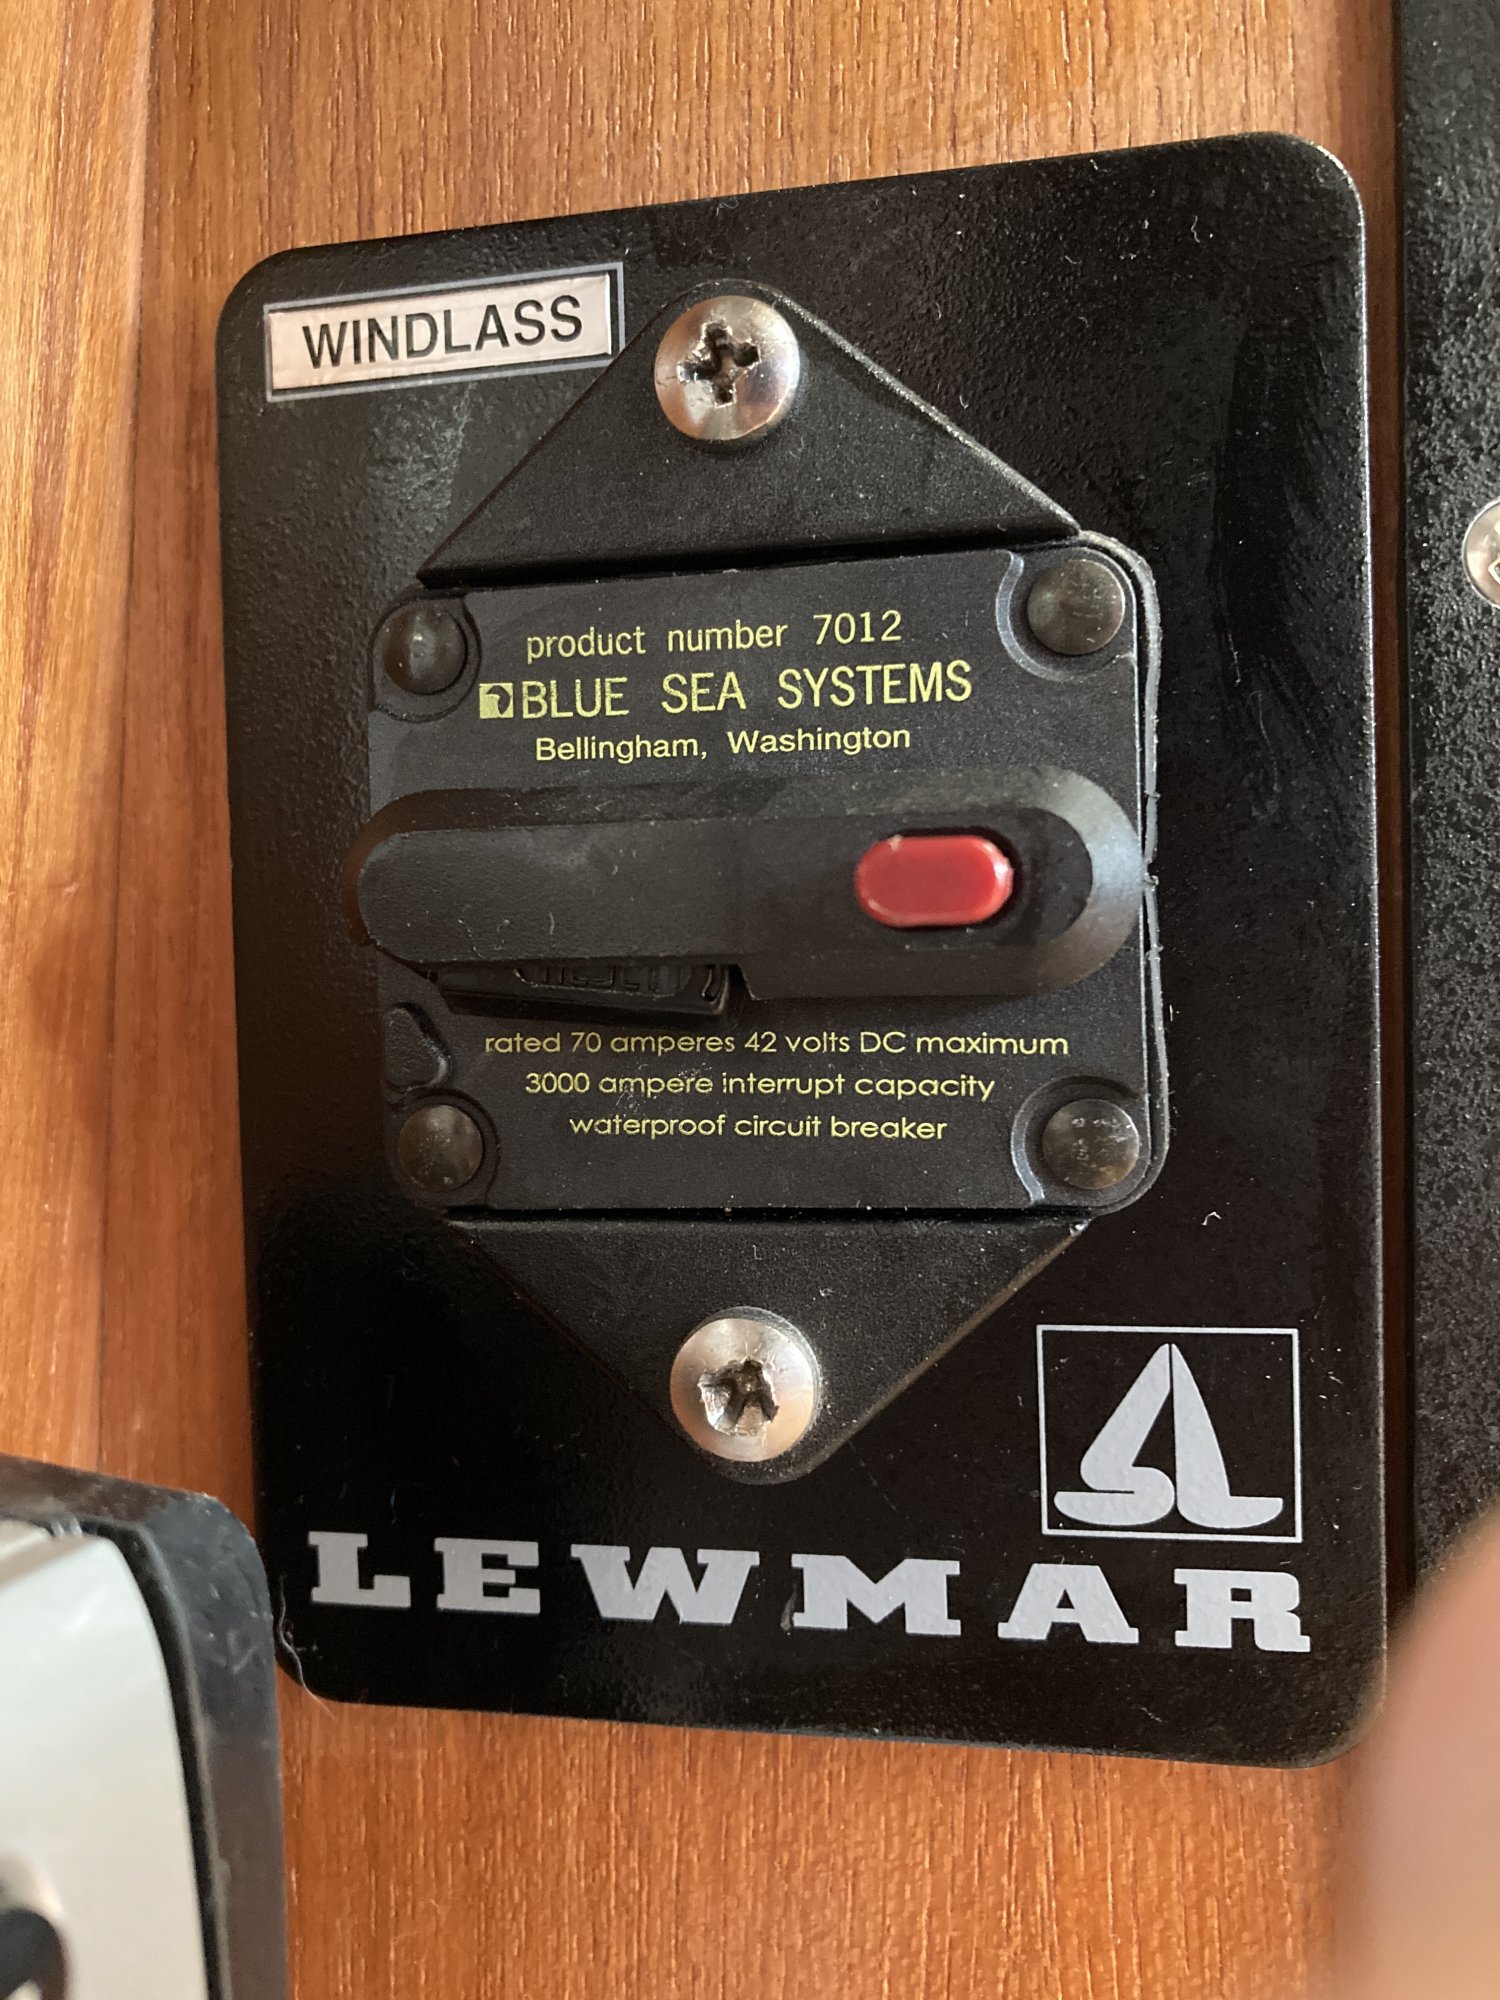 WINDLASS
product number 7012
BLUE SEA SYSTEMS
Bellingham, Washington
rated 70 amperes 42 volts DC maximum
3000 ampere interrupt capacity
waterproof circuit breaker
LEWMAR